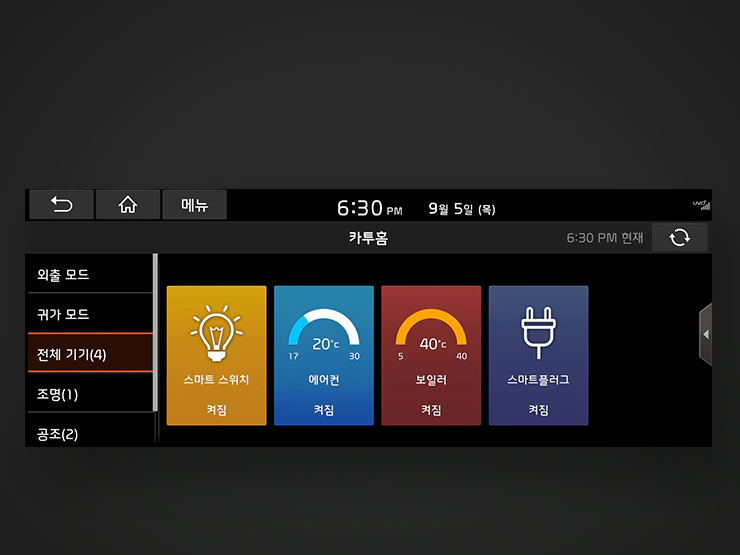 메뉴
6:30 PM 9월 5일 (목)
UVO
카투홈
6:30 PM 현재
외출 모드
귀가 모드
전체 기기(4)
조명(1)
공조(2)
스마트 스위치
켜짐
20°c
17 30
에어컨
켜짐
40°c
5 40
보일러
켜짐
스마트플러그
켜짐